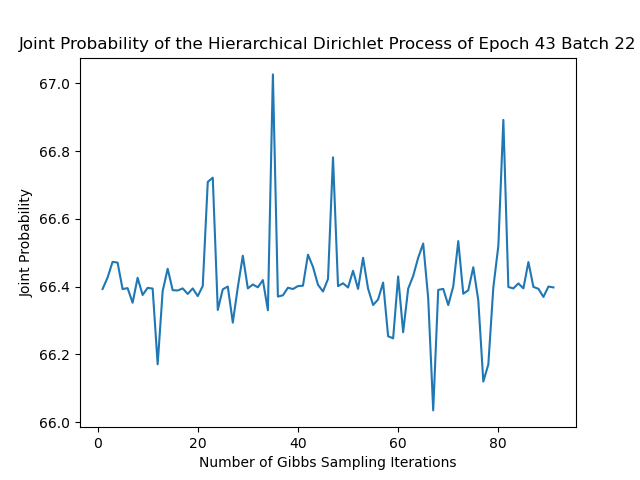 Joint Probability of the Hierarchical Dirichlet Process of Epoch 43 Batch 22
67.0
66.8
66.6
66.4
66.2
66.0
Joint Probability
0 20 40 60 80
Number of Gibbs Sampling Iterations